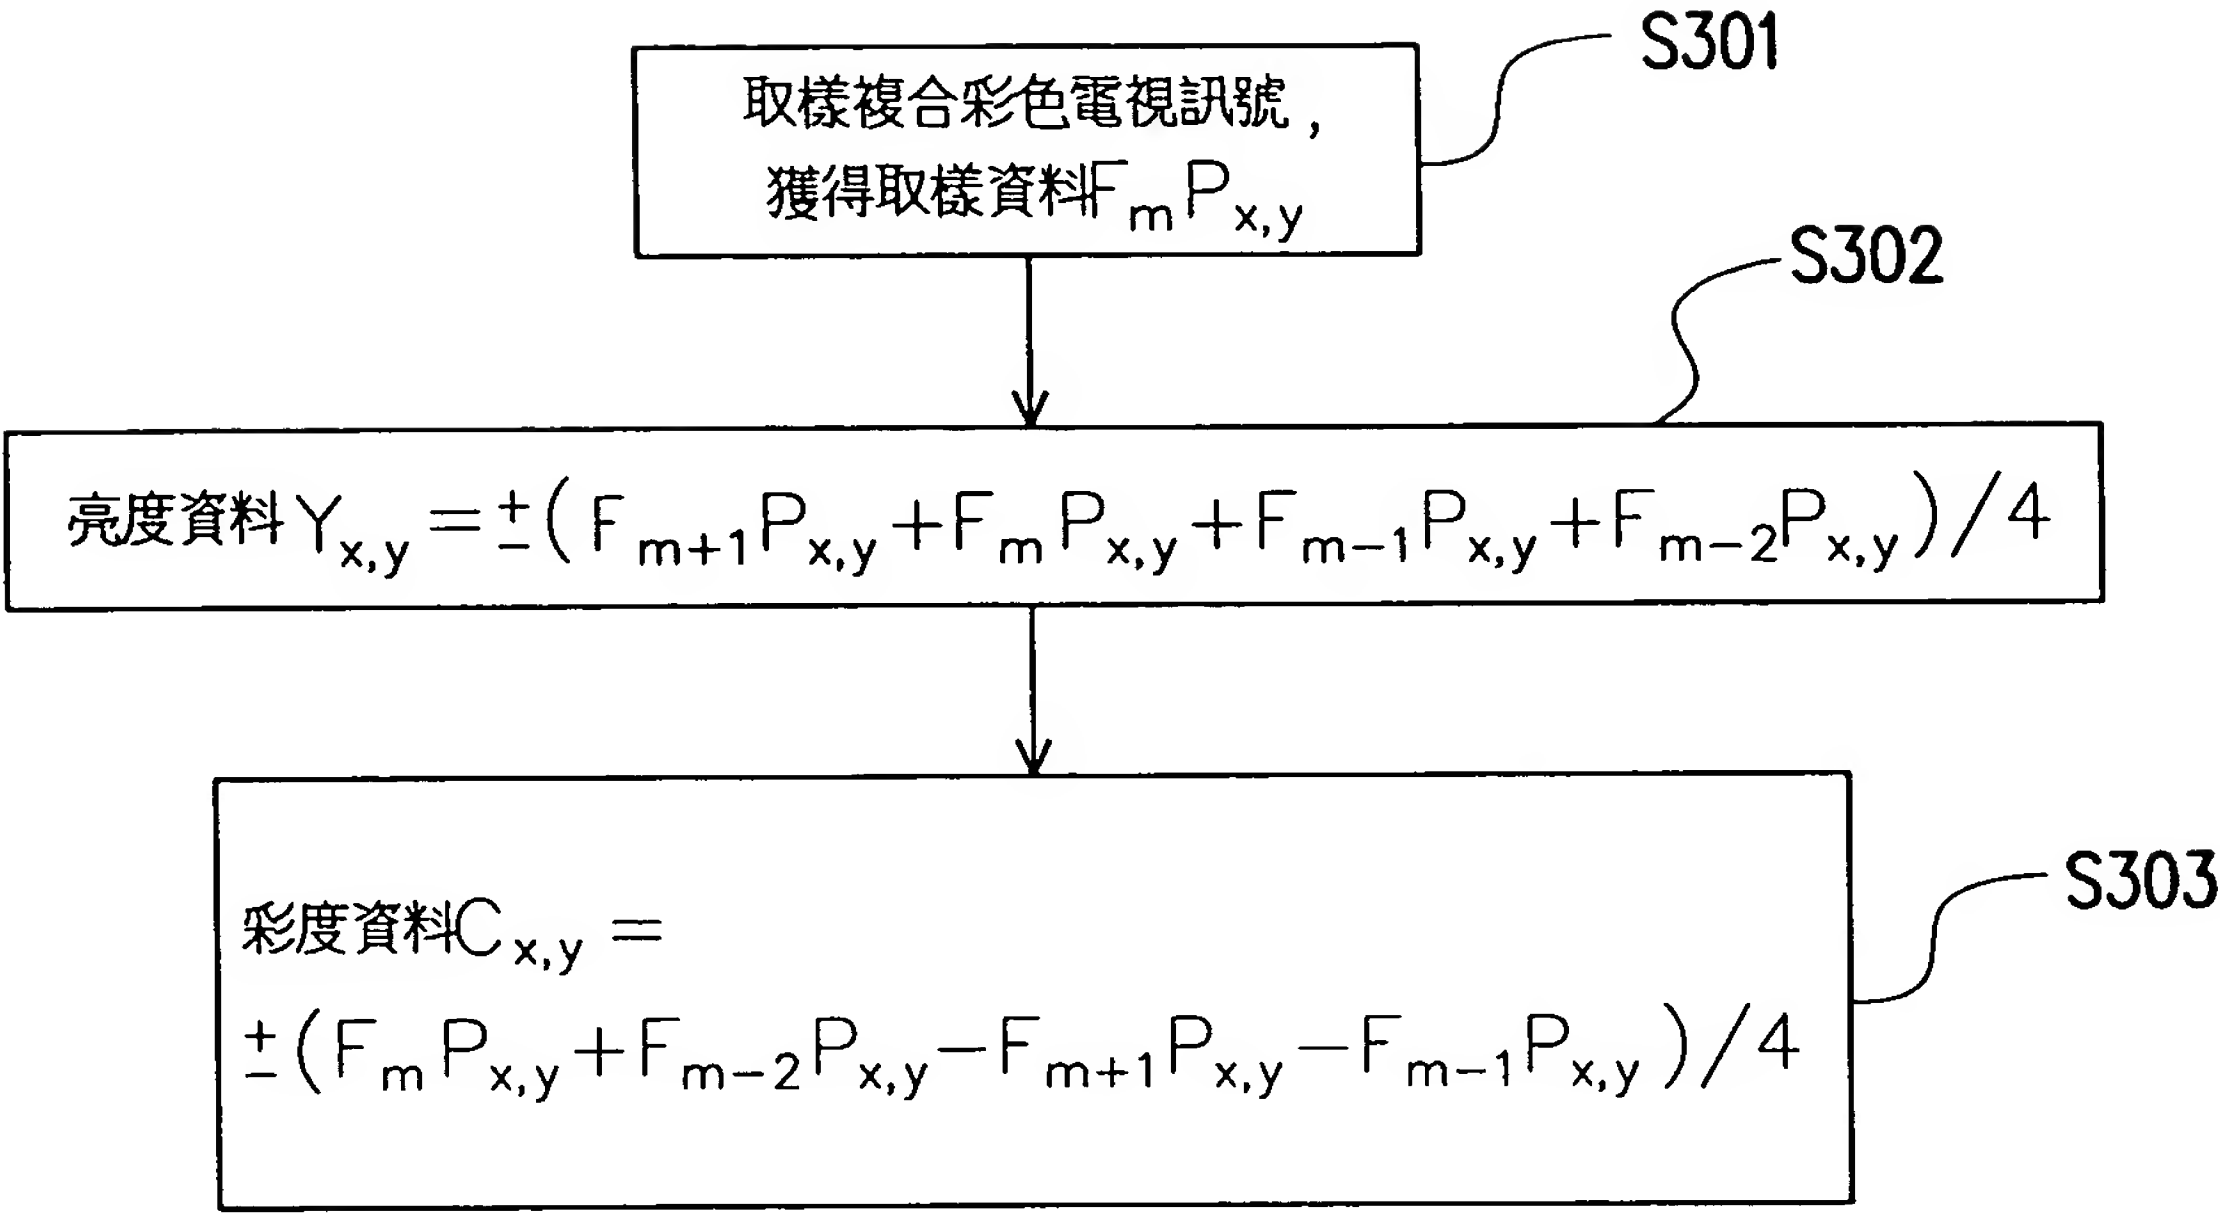 S301
取樣複合彩色電視訊號,
獲得取樣資料FmPx,y
S302
亮度資料Yx,y=±(Fm+1Px,y+FmPx,y+Fm-1Px,y+Fm-2Px,y)/4
S303
彩度資料Cx,y=
±(FmPx,y+Fm-2Px,y-Fm+1Px,y-Fm-1Px,y)/4